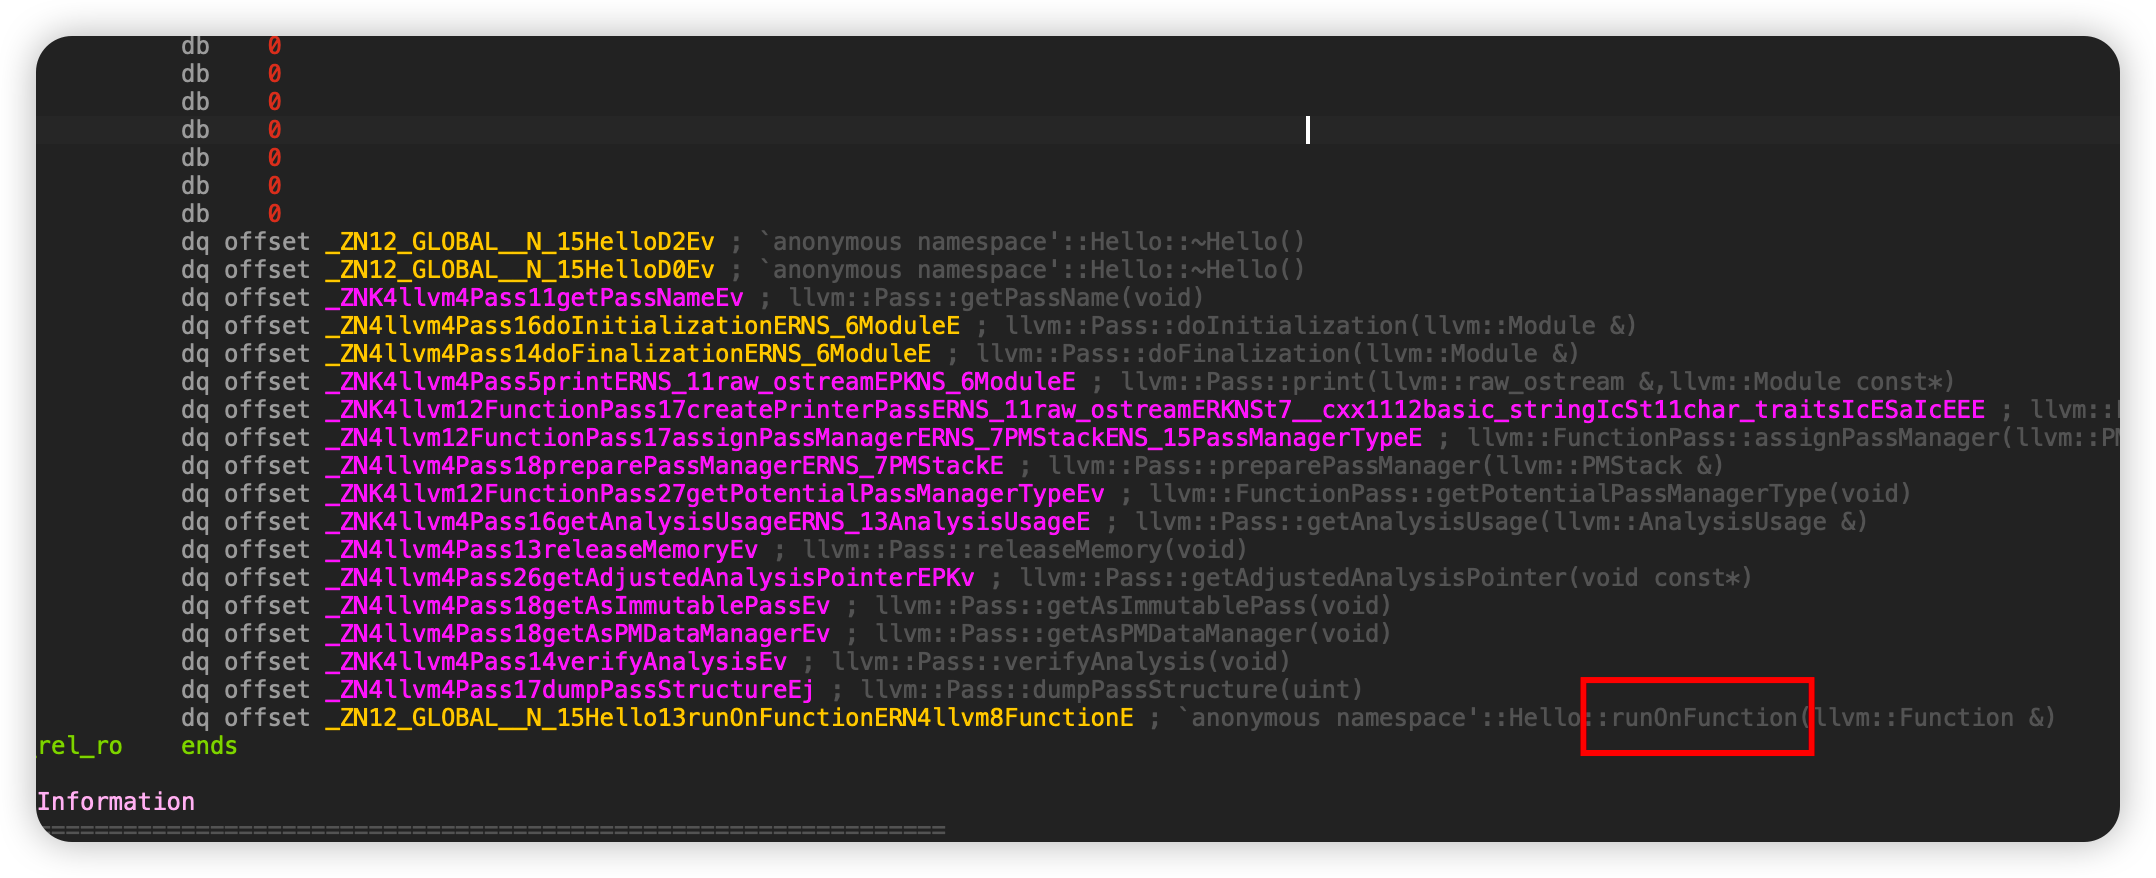 db 0
db 0
db 0
db 0
db 0
db 0
db 0
dq offset _ZN12_GLOBAL__N_15HelloD2Ev ; `anonymous namespace'::Hello::~Hello()
dq offset _ZN12_GLOBAL__N_15HelloD0Ev ; `anonymous namespace'::Hello::~Hello()
dq offset _ZNK4llvm4Pass11getPassNameEv ; llvm::Pass::getPassName(void)
dq offset _ZN4llvm4Pass16doInitializationERNS_6ModuleE ; llvm::Pass::doInitialization(llvm::Module &)
dq offset _ZN4llvm4Pass14doFinalizationERNS_6ModuleE ; llvm::Pass::doFinalization(llvm::Module &)
dq offset _ZNK4llvm4Pass5printERNS_11raw_ostreamEPKNS_6ModuleE ; llvm::Pass::print(llvm::raw_ostream &,llvm::Module const*)
dq offset _ZNK4llvm12FunctionPass17createPrinterPassERNS_11raw_ostreamERKNSt7__cxx1112basic_stringIcSt11char_traitsIcESaIcEEE ; llvm::
dq offset _ZN4llvm12FunctionPass17assignPassManagerERNS_7PMStackENS_15PassManagerTypeE ; llvm::FunctionPass::assignPassManager(llvm::PM
dq offset _ZN4llvm4Pass18preparePassManagerERNS_7PMStackE ; llvm::Pass::preparePassManager(llvm::PMStack &)
dq offset _ZNK4llvm12FunctionPass27getPotentialPassManagerTypeEv ; llvm::FunctionPass::getPotentialPassManagerType(void)
dq offset _ZNK4llvm4Pass16getAnalysisUsageERNS_13AnalysisUsageE ; llvm::Pass::getAnalysisUsage(llvm::AnalysisUsage &)
dq offset _ZN4llvm4Pass13releaseMemoryEv ; llvm::Pass::releaseMemory(void)
dq offset _ZN4llvm4Pass26getAdjustedAnalysisPointerEPKv ; llvm::Pass::getAdjustedAnalysisPointer(void const*)
dq offset _ZN4llvm4Pass18getAsImmutablePassEv ; llvm::Pass::getAsImmutablePass(void)
dq offset _ZN4llvm4Pass18getAsPMDataManagerEv ; llvm::Pass::getAsPMDataManager(void)
dq offset _ZNK4llvm4Pass14verifyAnalysisEv ; llvm::Pass::verifyAnalysis(void)
dq offset _ZN4llvm4Pass17dumpPassStructureEj ; llvm::Pass::dumpPassStructure(uint)
dq offset _ZN12_GLOBAL__N_15Hello13runOnFunctionERN4llvm8FunctionE ; `anonymous namespace'::Hello::runOnFunction(llvm::Function &)
rel_ro ends
Information
===============================================================